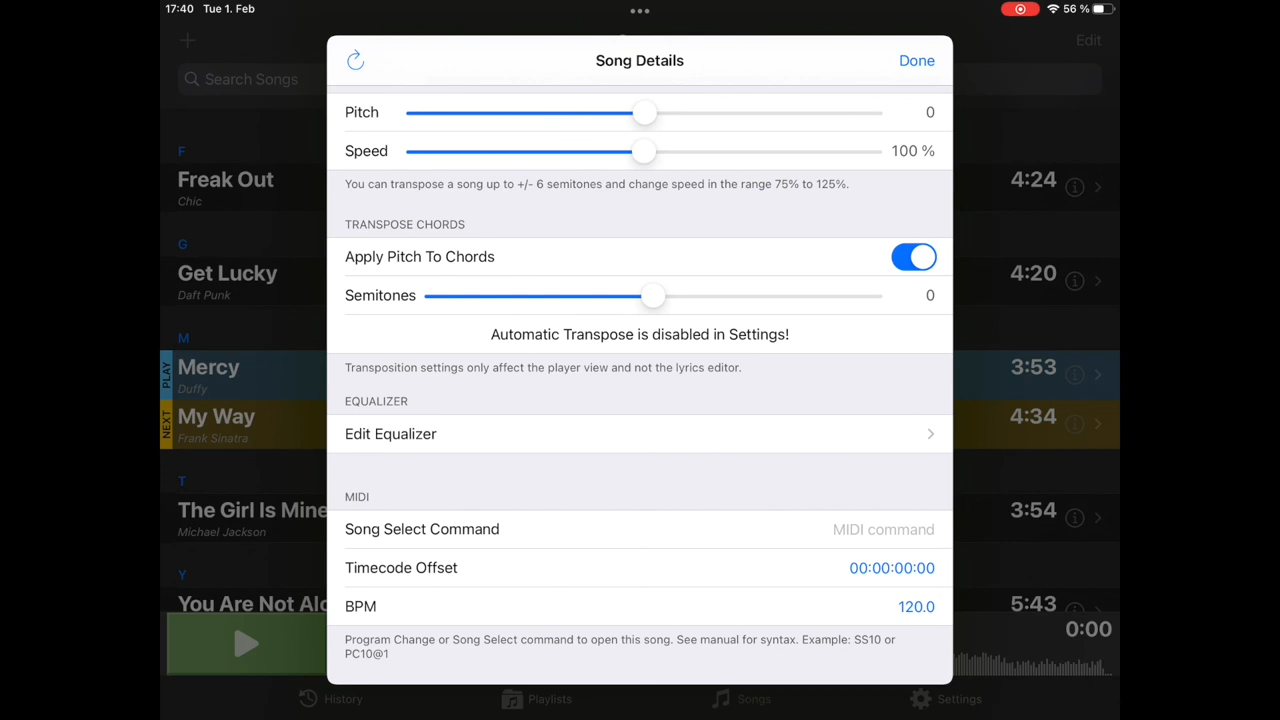 17:40 Tue 1. Feb
56 %
Edit
Search Songs
Song Details
Done
Pitch
0
Speed
100 %
You can transpose a song up to +/- 6 semitones and change speed in the range 75% to 125%.
TRANSPOSE CHORDS
Apply Pitch To Chords
Semitones
0
Automatic Transpose is disabled in Settings!
Transposition settings only affect the player view and not the lyrics editor.
EQUALIZER
Edit Equalizer
MIDI
Song Select Command
MIDI command
Timecode Offset
00:00:00:00
BPM
120.0
Program Change or Song Select command to open this song. See manual for syntax. Example: SS10 or
PC10@1
F
Freak Out
4:24
Chic
G
Get Lucky
4:20
Daft Punk
M
PLAY
Mercy
3:53
Duffy
NEXT
My Way
4:34
Frank Sinatra
T
The Girl Is Mine
3:54
Michael Jackson
Y
You Are Not Alo
5:43
0:00
History
Playlists
Songs
Settings